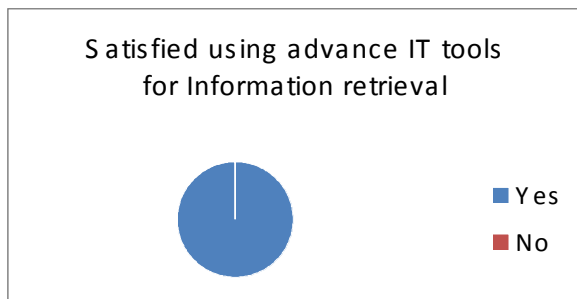 Satisfied using advance IT tools
for Information retrieval
Yes
No